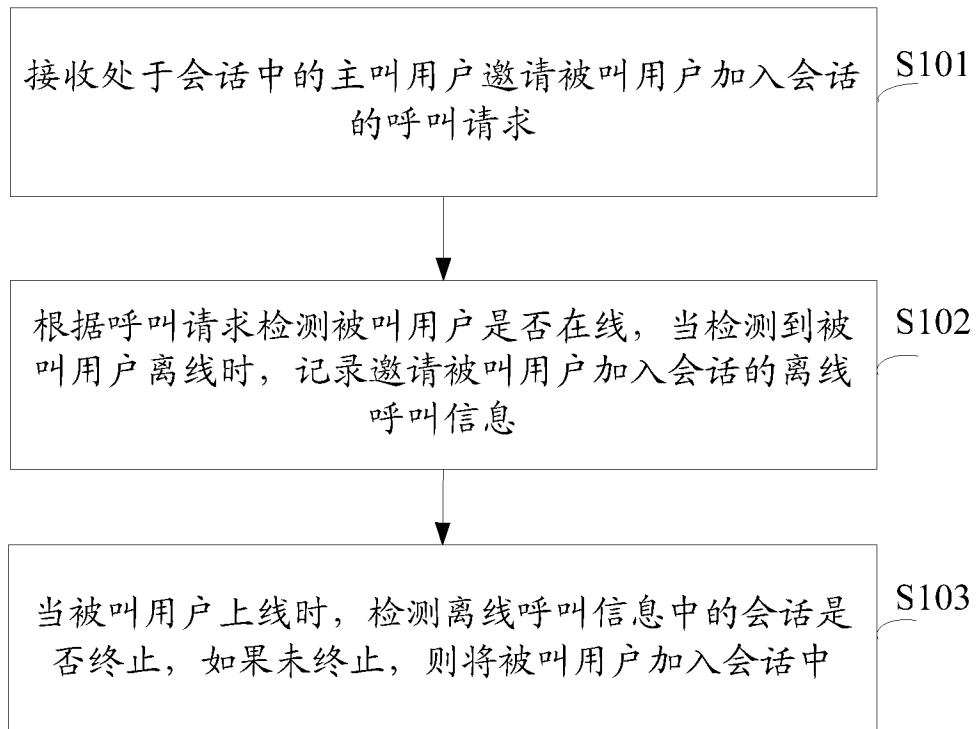 接收处于会话中的主叫用户邀请被叫用户加入会话
的呼叫请求
S101
根据呼叫请求检测被叫用户是否在线，当检测到被
叫用户离线时，记录邀请被叫用户加入会话的离线
呼叫信息
S102
当被叫用户上线时，检测离线呼叫信息中的会话是
否终止，如果未终止，则将被叫用户加入会话中
S103